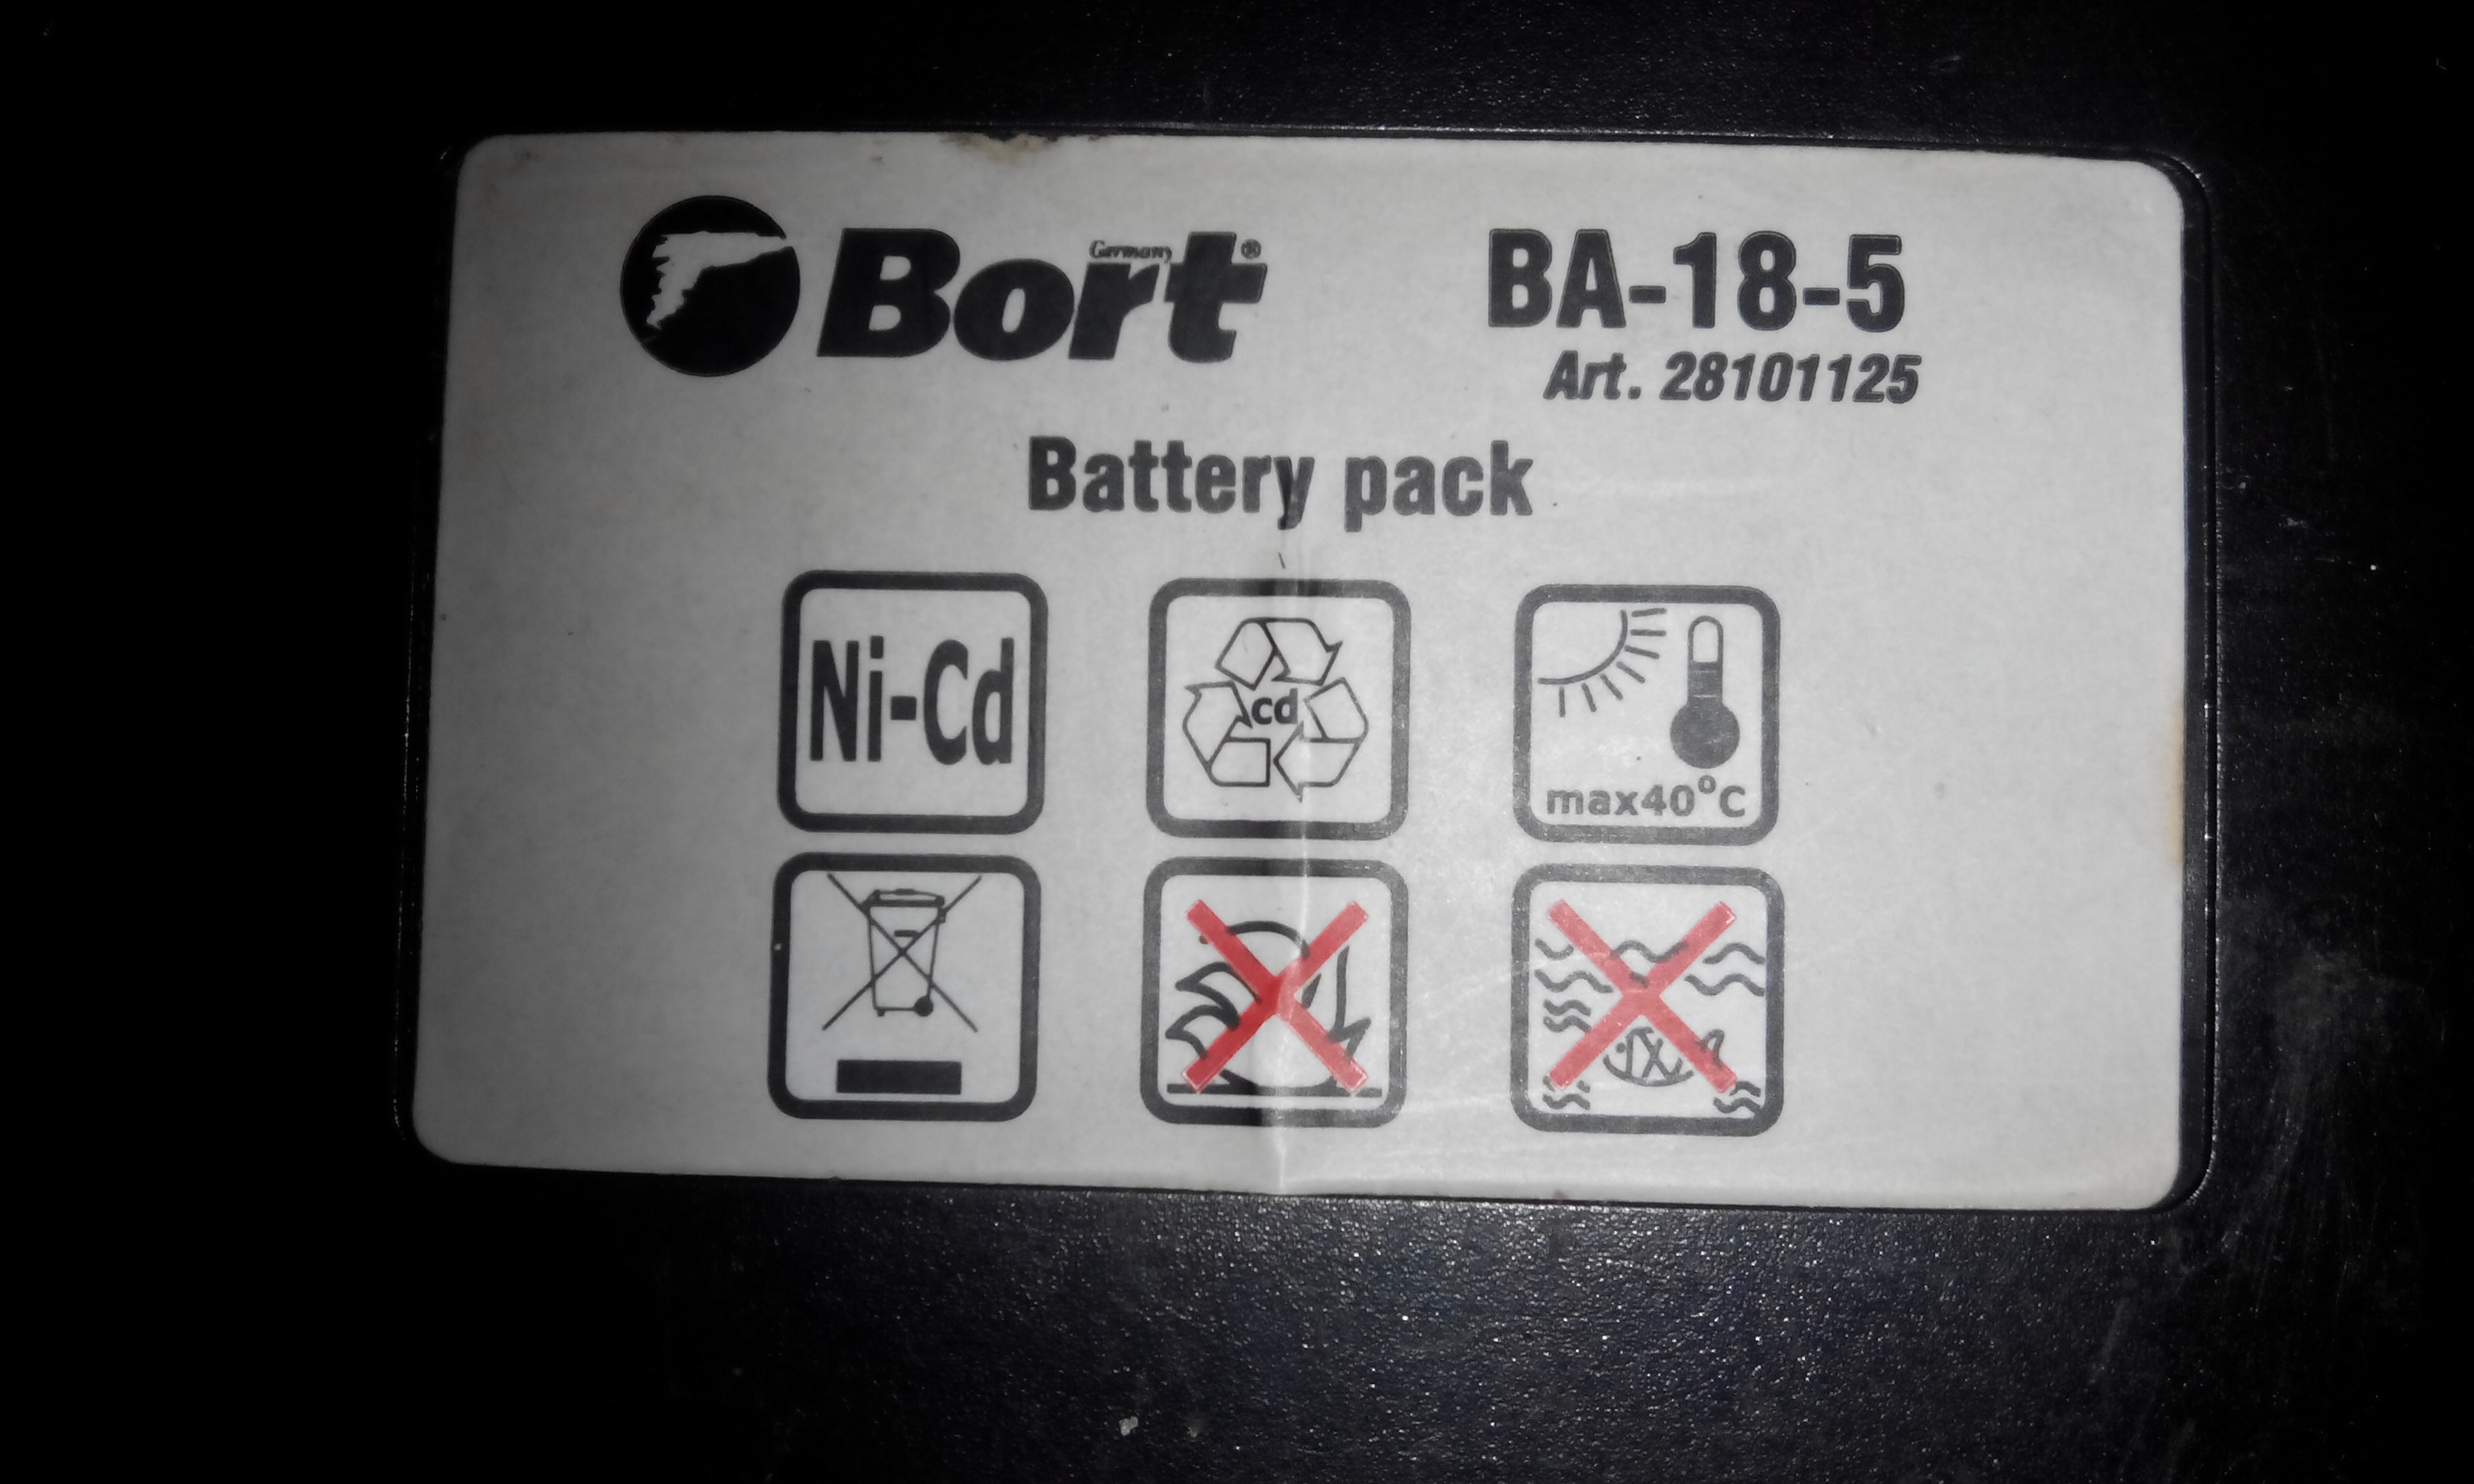 Bort Germany ®
BA-18-5
Art. 28101125
Battery pack
Ni-Cd
cd
max40°C